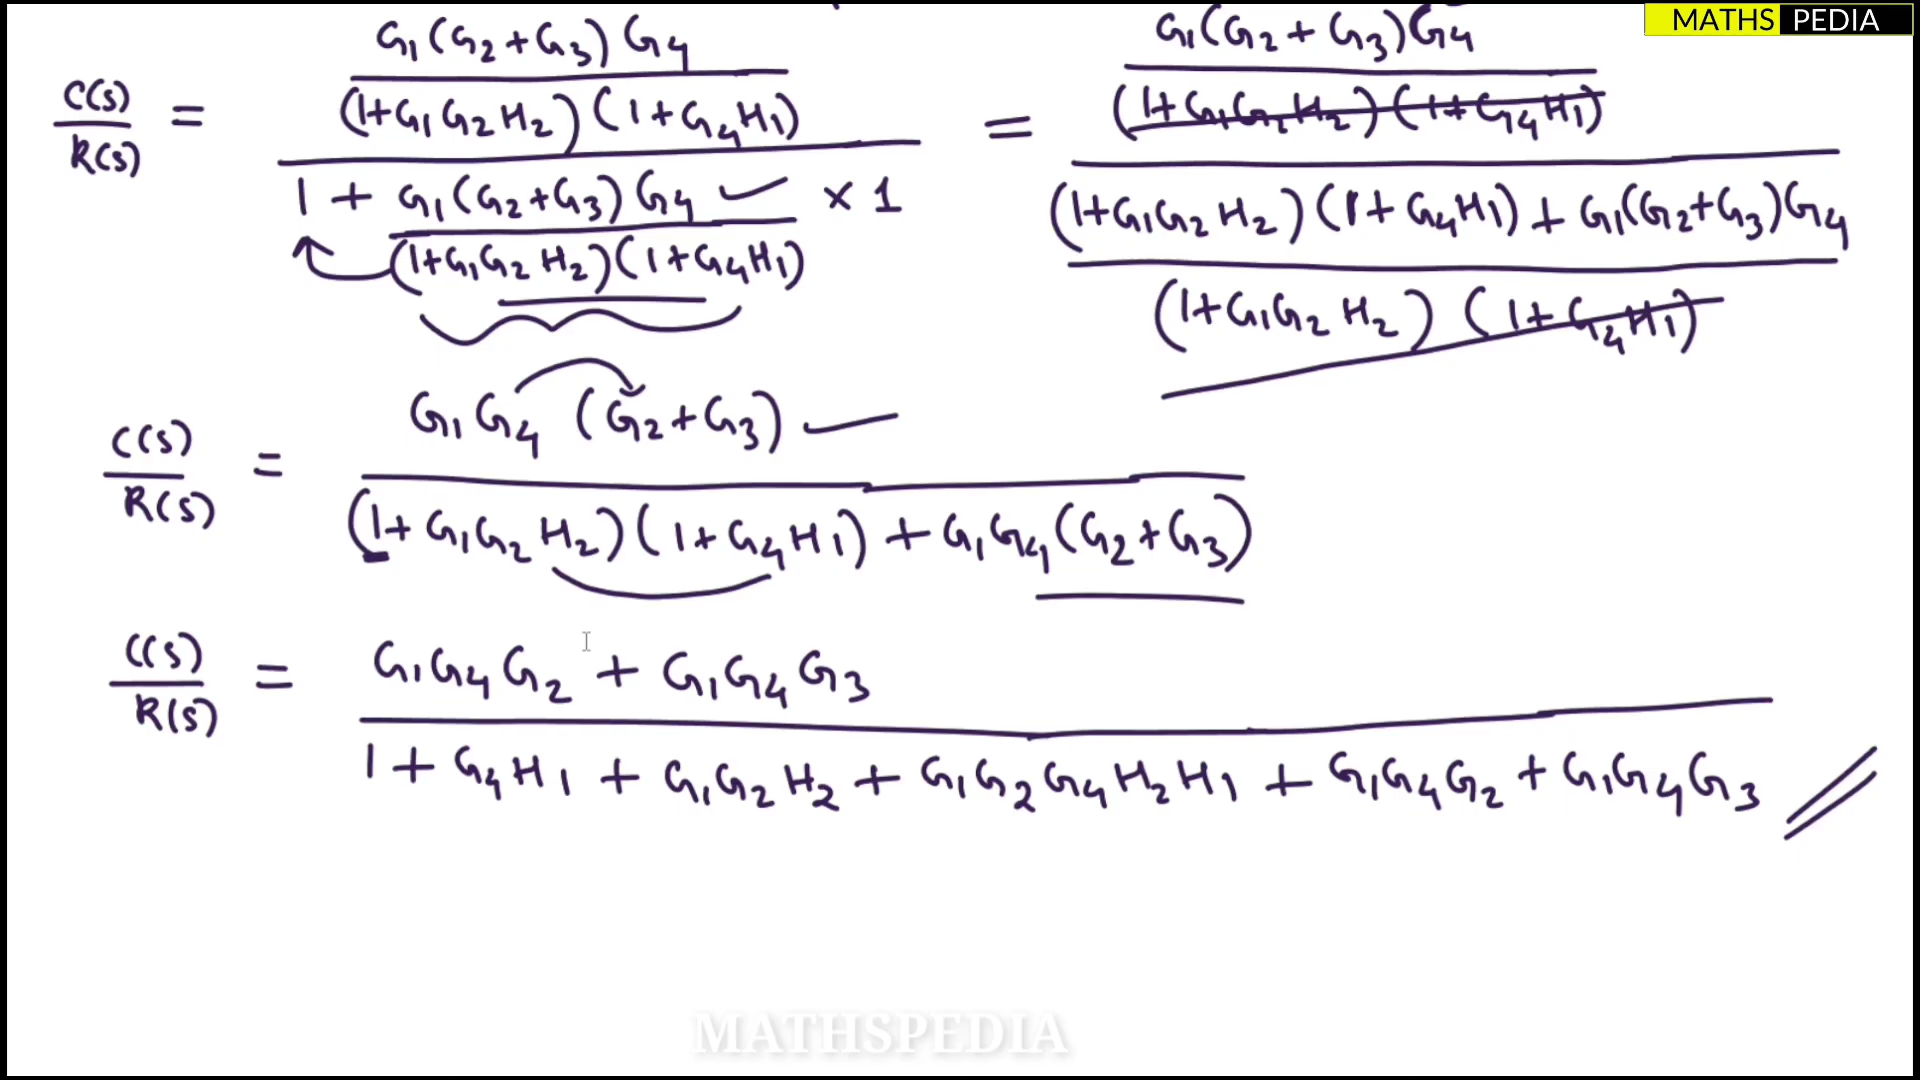 MATHS PEDIA
C(s)/R(s) = [G1(G2+G3)G4 / (1+G1G2H2)(1+G4H1)] / [1 + G1(G2+G3)G4 / (1+G1G2H2)(1+G4H1) × 1] = [G1(G2+G3)G4 / (1+G1G2H2)(1+G4H1)] / [(1+G1G2H2)(1+G4H1) + G1(G2+G3)G4 / (1+G1G2H2)(1+G4H1)]
C(s)/R(s) = G1G4(G2+G3) / (1+G1G2H2)(1+G4H1) + G1G4(G2+G3)
C(s)/R(s) = G1G4G2 + G1G4G3 / 1 + G4H1 + G1G2H2 + G1G2G4H2H1 + G1G4G2 + G1G4G3
MATHSPEDIA